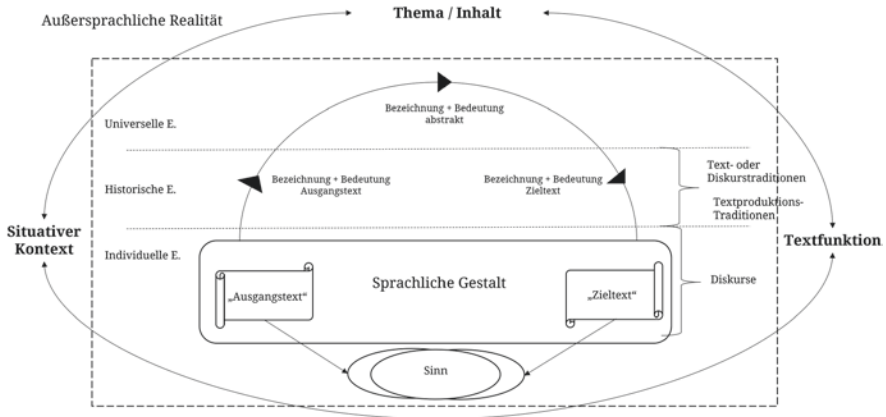 Außersprachliche Realität
Thema / Inhalt
Universelle E.
Bezeichnung + Bedeutung
abstrakt
Historische E.
Bezeichnung + Bedeutung
Ausgangstext
Bezeichnung + Bedeutung
Zieltext
Text- oder
Diskurstraditionen
Textproduktions-
Traditionen
Situativer
Kontext
Textfunktion
Individuelle E.
Sprachliche Gestalt
„Ausgangstext“
„Zieltext“
Diskurse
Sinn